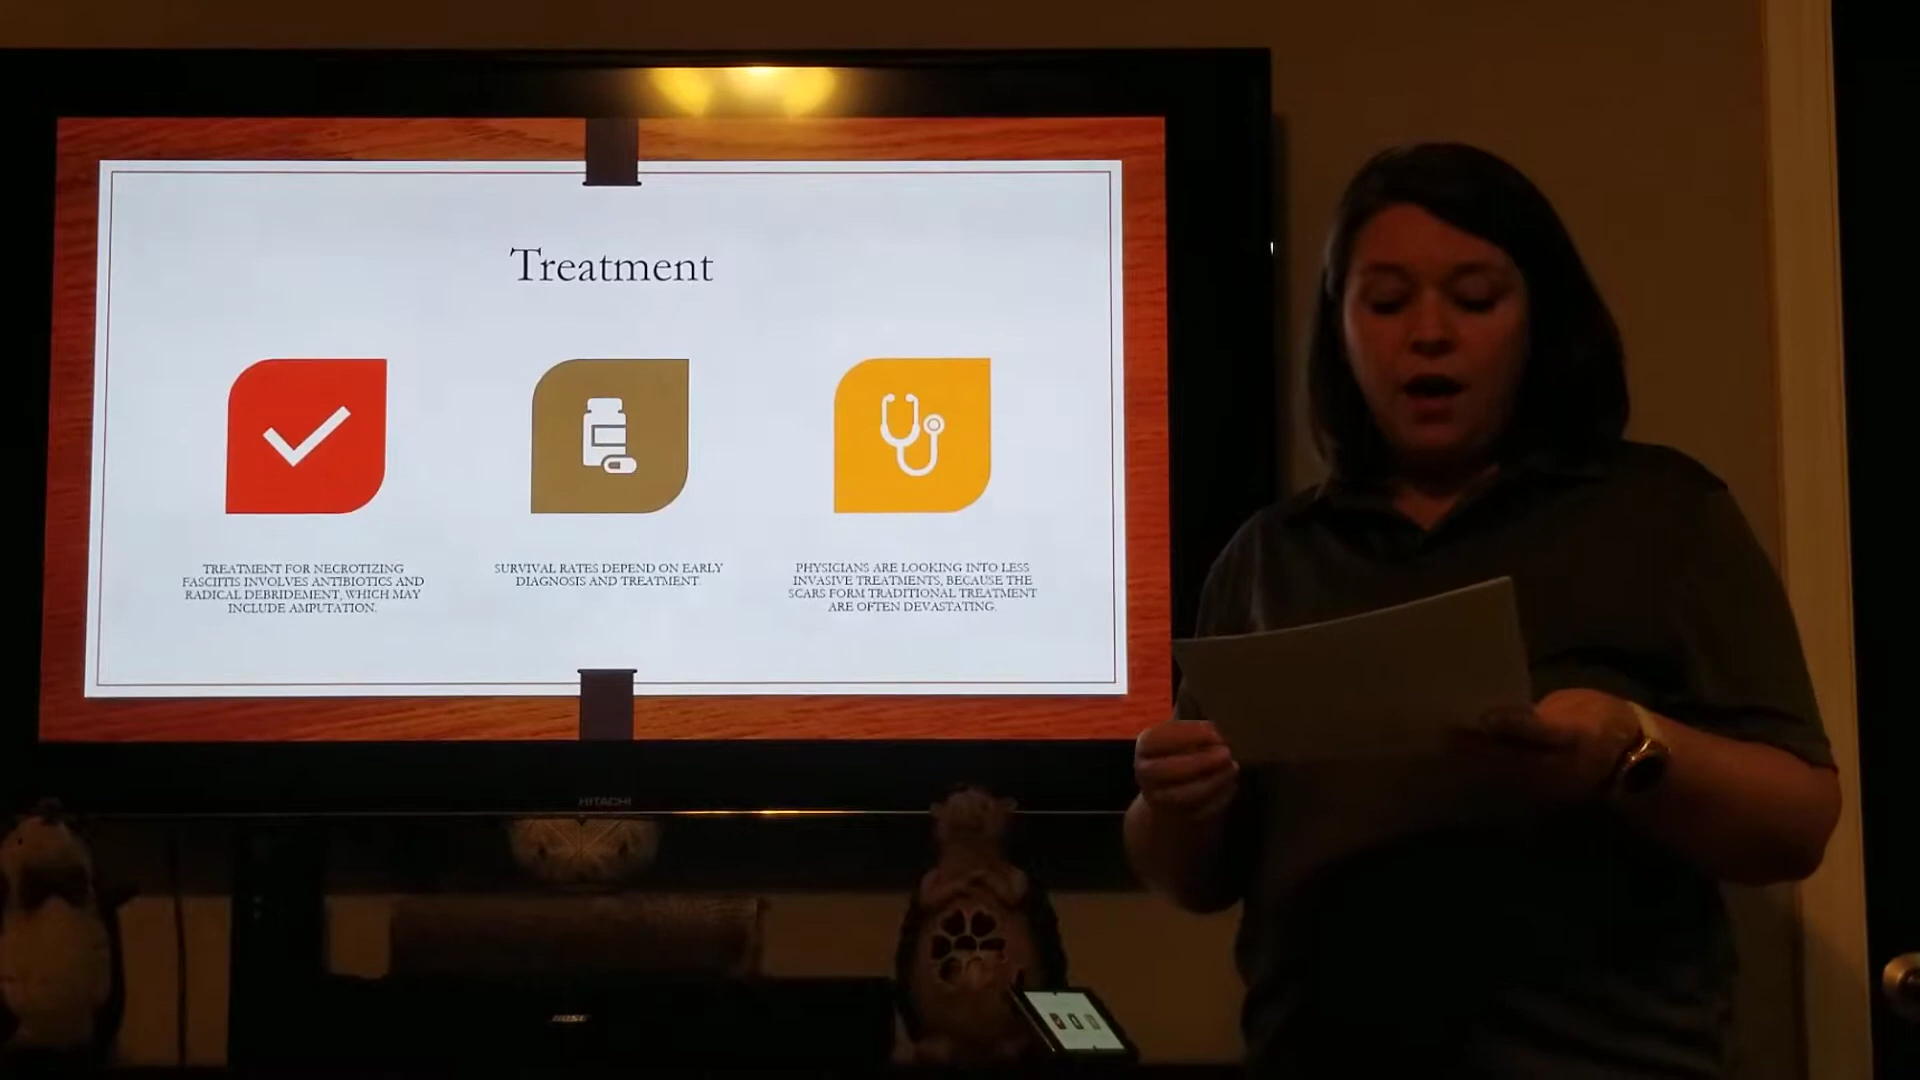 Treatment
TREATMENT FOR NECROTIZING
FASCIITIS INVOLVES ANTIBIOTICS AND
RADICAL DEBRIDEMENT, WHICH MAY
INCLUDE AMPUTATION.
SURVIVAL RATES DEPEND ON EARLY
DIAGNOSIS AND TREATMENT.
PHYSICIANS ARE LOOKING INTO LESS
INVASIVE TREATMENTS, BECAUSE THE
SCARS FORM TRADITIONAL TREATMENT
ARE OFTEN DEVASTATING.
HITACHI
BOSE